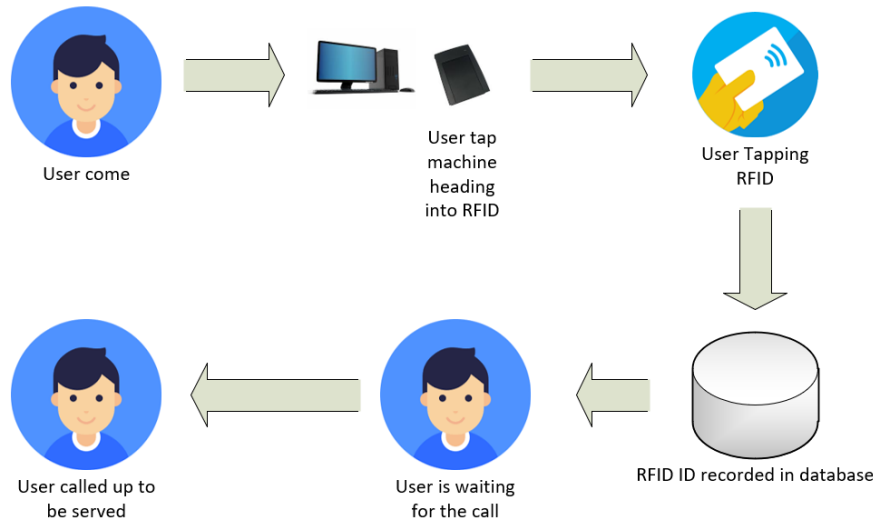 User come
User tap
machine
heading
into RFID
User Tapping
RFID
RFID ID recorded in database
User is waiting
for the call
User called up to
be served